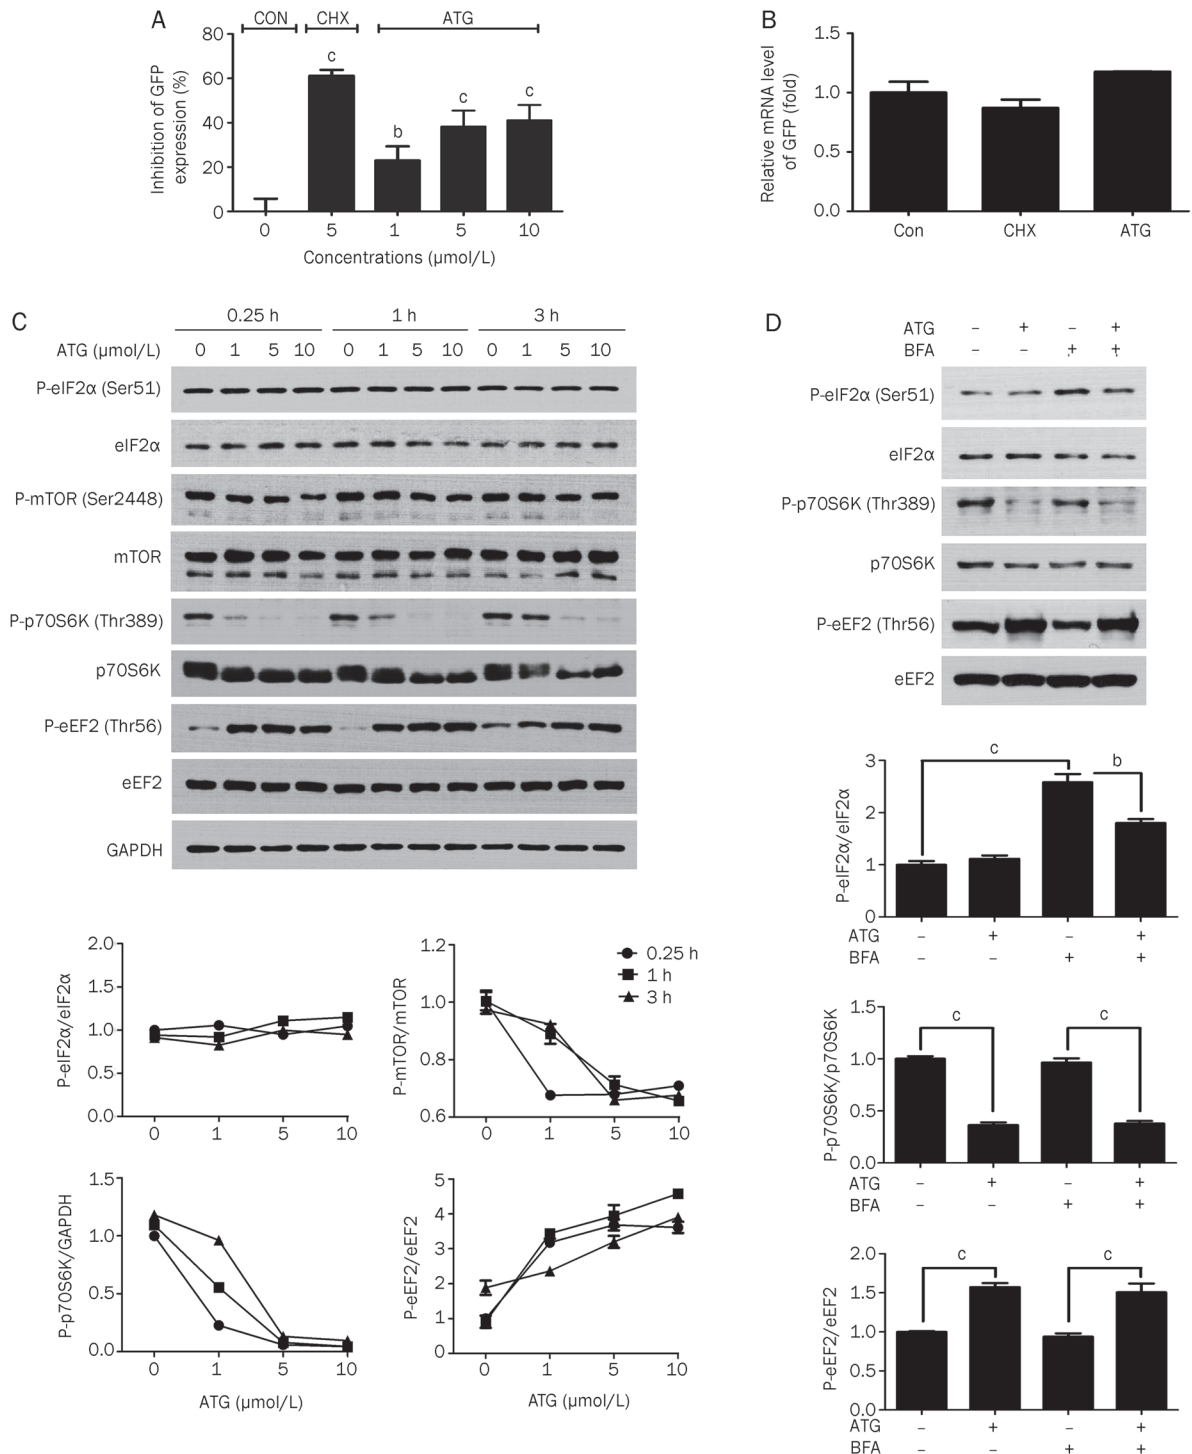 A
CON CHX ATG
Inhibition of GFP
expression (%)
80
60
40
20
0
c
b
c
c
0 5 1 5 10
Concentrations (µmol/L)
B
Relative mRNA level
of GFP (fold)
1.5
1.0
0.5
0.0
Con CHX ATG
C
0.25 h 1 h 3 h
ATG (µmol/L) 0 1 5 10 0 1 5 10 0 1 5 10
P-eIF2α (Ser51)
eIF2α
P-mTOR (Ser2448)
mTOR
P-p70S6K (Thr389)
p70S6K
P-eEF2 (Thr56)
eEF2
GAPDH
P-eIF2α/eIF2α
2.0
1.5
1.0
0.5
0.0
0 1 5 10
P-mTOR/mTOR
1.2
1.0
0.8
0.6
0 1 5 10
0.25 h
1 h
3 h
P-p70S6K/GAPDH
1.5
1.0
0.5
0.0
0 1 5 10
ATG (µmol/L)
P-eEF2/eEF2
5
4
3
2
1
0
0 1 5 10
ATG (µmol/L)
D
ATG – + – +
BFA – – + +
P-eIF2α (Ser51)
eIF2α
P-p70S6K (Thr389)
p70S6K
P-eEF2 (Thr56)
eEF2
P-eIF2α/eIF2α
3
2
1
0
c
b
ATG – + – +
BFA – – + +
P-p70S6K/p70S6K
1.5
1.0
0.5
0.0
c c
ATG – + – +
BFA – – + +
P-eEF2/eEF2
2.0
1.5
1.0
0.5
0.0
c c
ATG – + – +
BFA – – + +